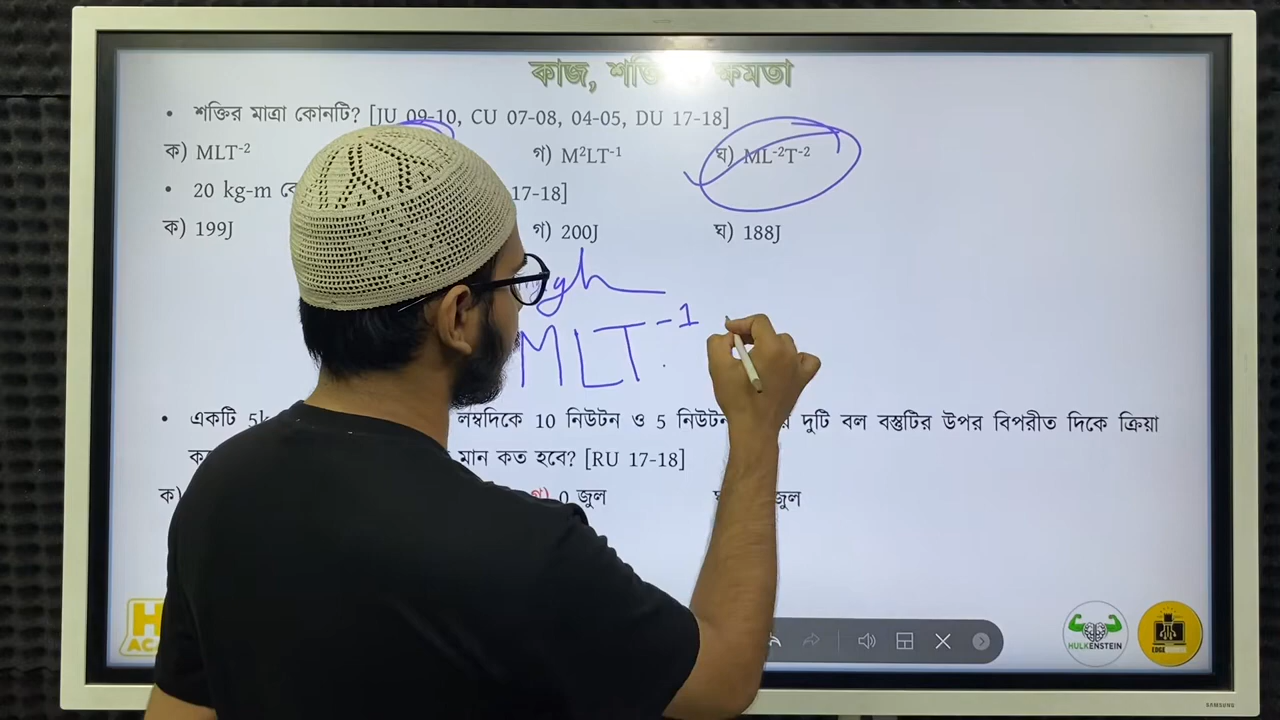 কাজ, শক্তি ক্ষমতা
• শক্তির মাত্রা কোনটি? [JU 09-10, CU 07-08, 04-05, DU 17-18]
ক) MLT⁻² গ) M²LT⁻¹ ঘ) ML⁻²T⁻²
• 20 kg-m 17-18]
ক) 199J গ) 200J ঘ) 188J
mgh
MLT⁻¹
• একটি লম্বদিকে 10 নিউটন ও 5 নিউটন দুটি বল বস্তুটির উপর বিপরীত দিকে ক্রিয়া
মান কত হবে? [RU 17-18]
ক) গ) 0 জুল জুল
HULKENSTEIN
SAMSUNG